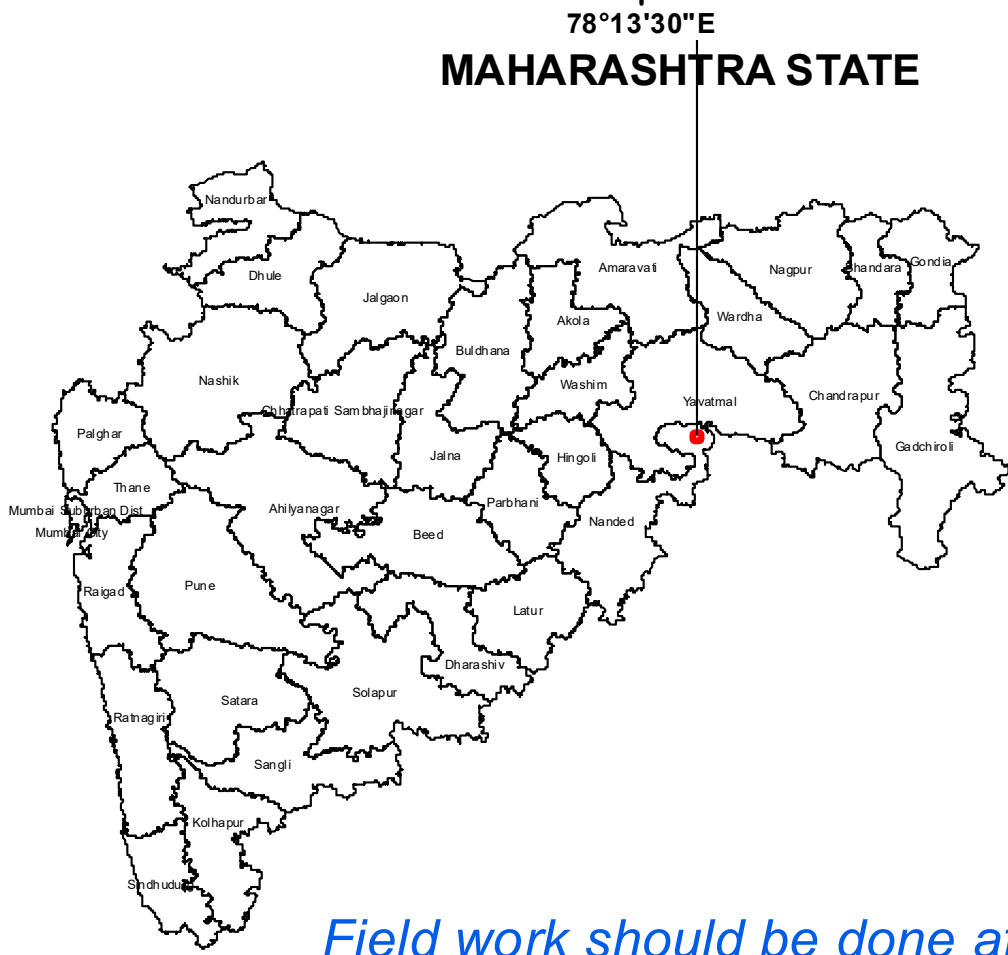 78°13'30"E
MAHARASHTRA STATE
Nandurbar
Dhule
Jalgaon
Amaravati
Nagpur
Bhandara
Gondia
Akola
Wardha
Buldhana
Nashik
Washim
Chhatrapati Sambhajinagar
Yavatmal
Chandrapur
Palghar
Jalna
Hingoli
Gadchiroli
Thane
Parbhani
Mumbai Suburban Dist
Ahilyanagar
Nanded
Mumbai City
Beed
Raigad
Pune
Latur
Dharashiv
Solapur
Satara
Ratnagiri
Sangli
Kolhapur
Sindhudurg
Field work should be done